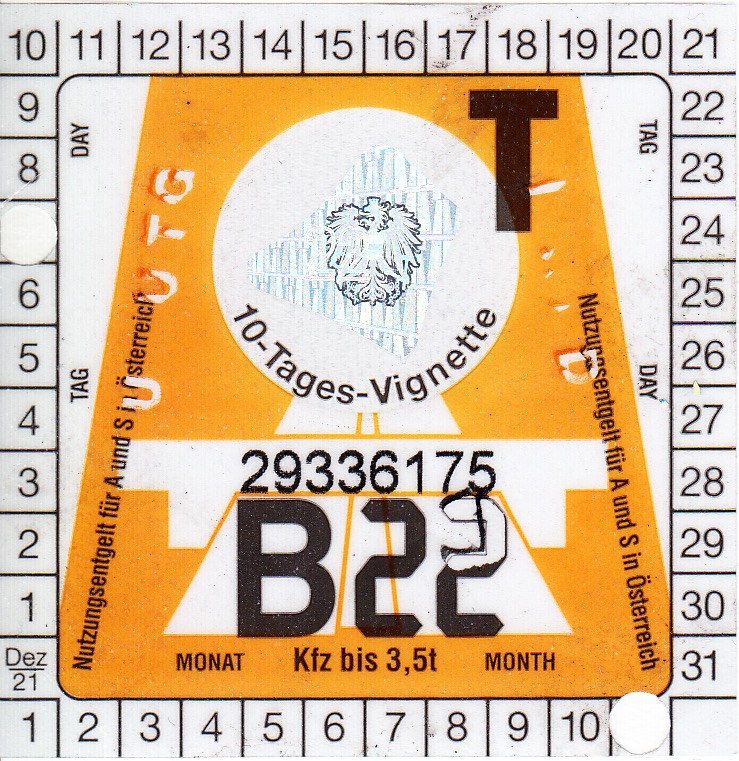 10 11 12 13 14 15 16 17 18 19 20 21
9 22
8 23
24
6 25
5 26
4 27
3 28
2 29
1 30
Dez
21
31
1 2 3 4 5 6 7 8 9 10
DAY
TAG
TAG
DAY
T
10-Tages-Vignette
Nutzungsentgelt für A und S in Österreich
Nutzungsentgelt für A und S in Österreich
29336175
B22
MONAT Kfz bis 3,5t MONTH